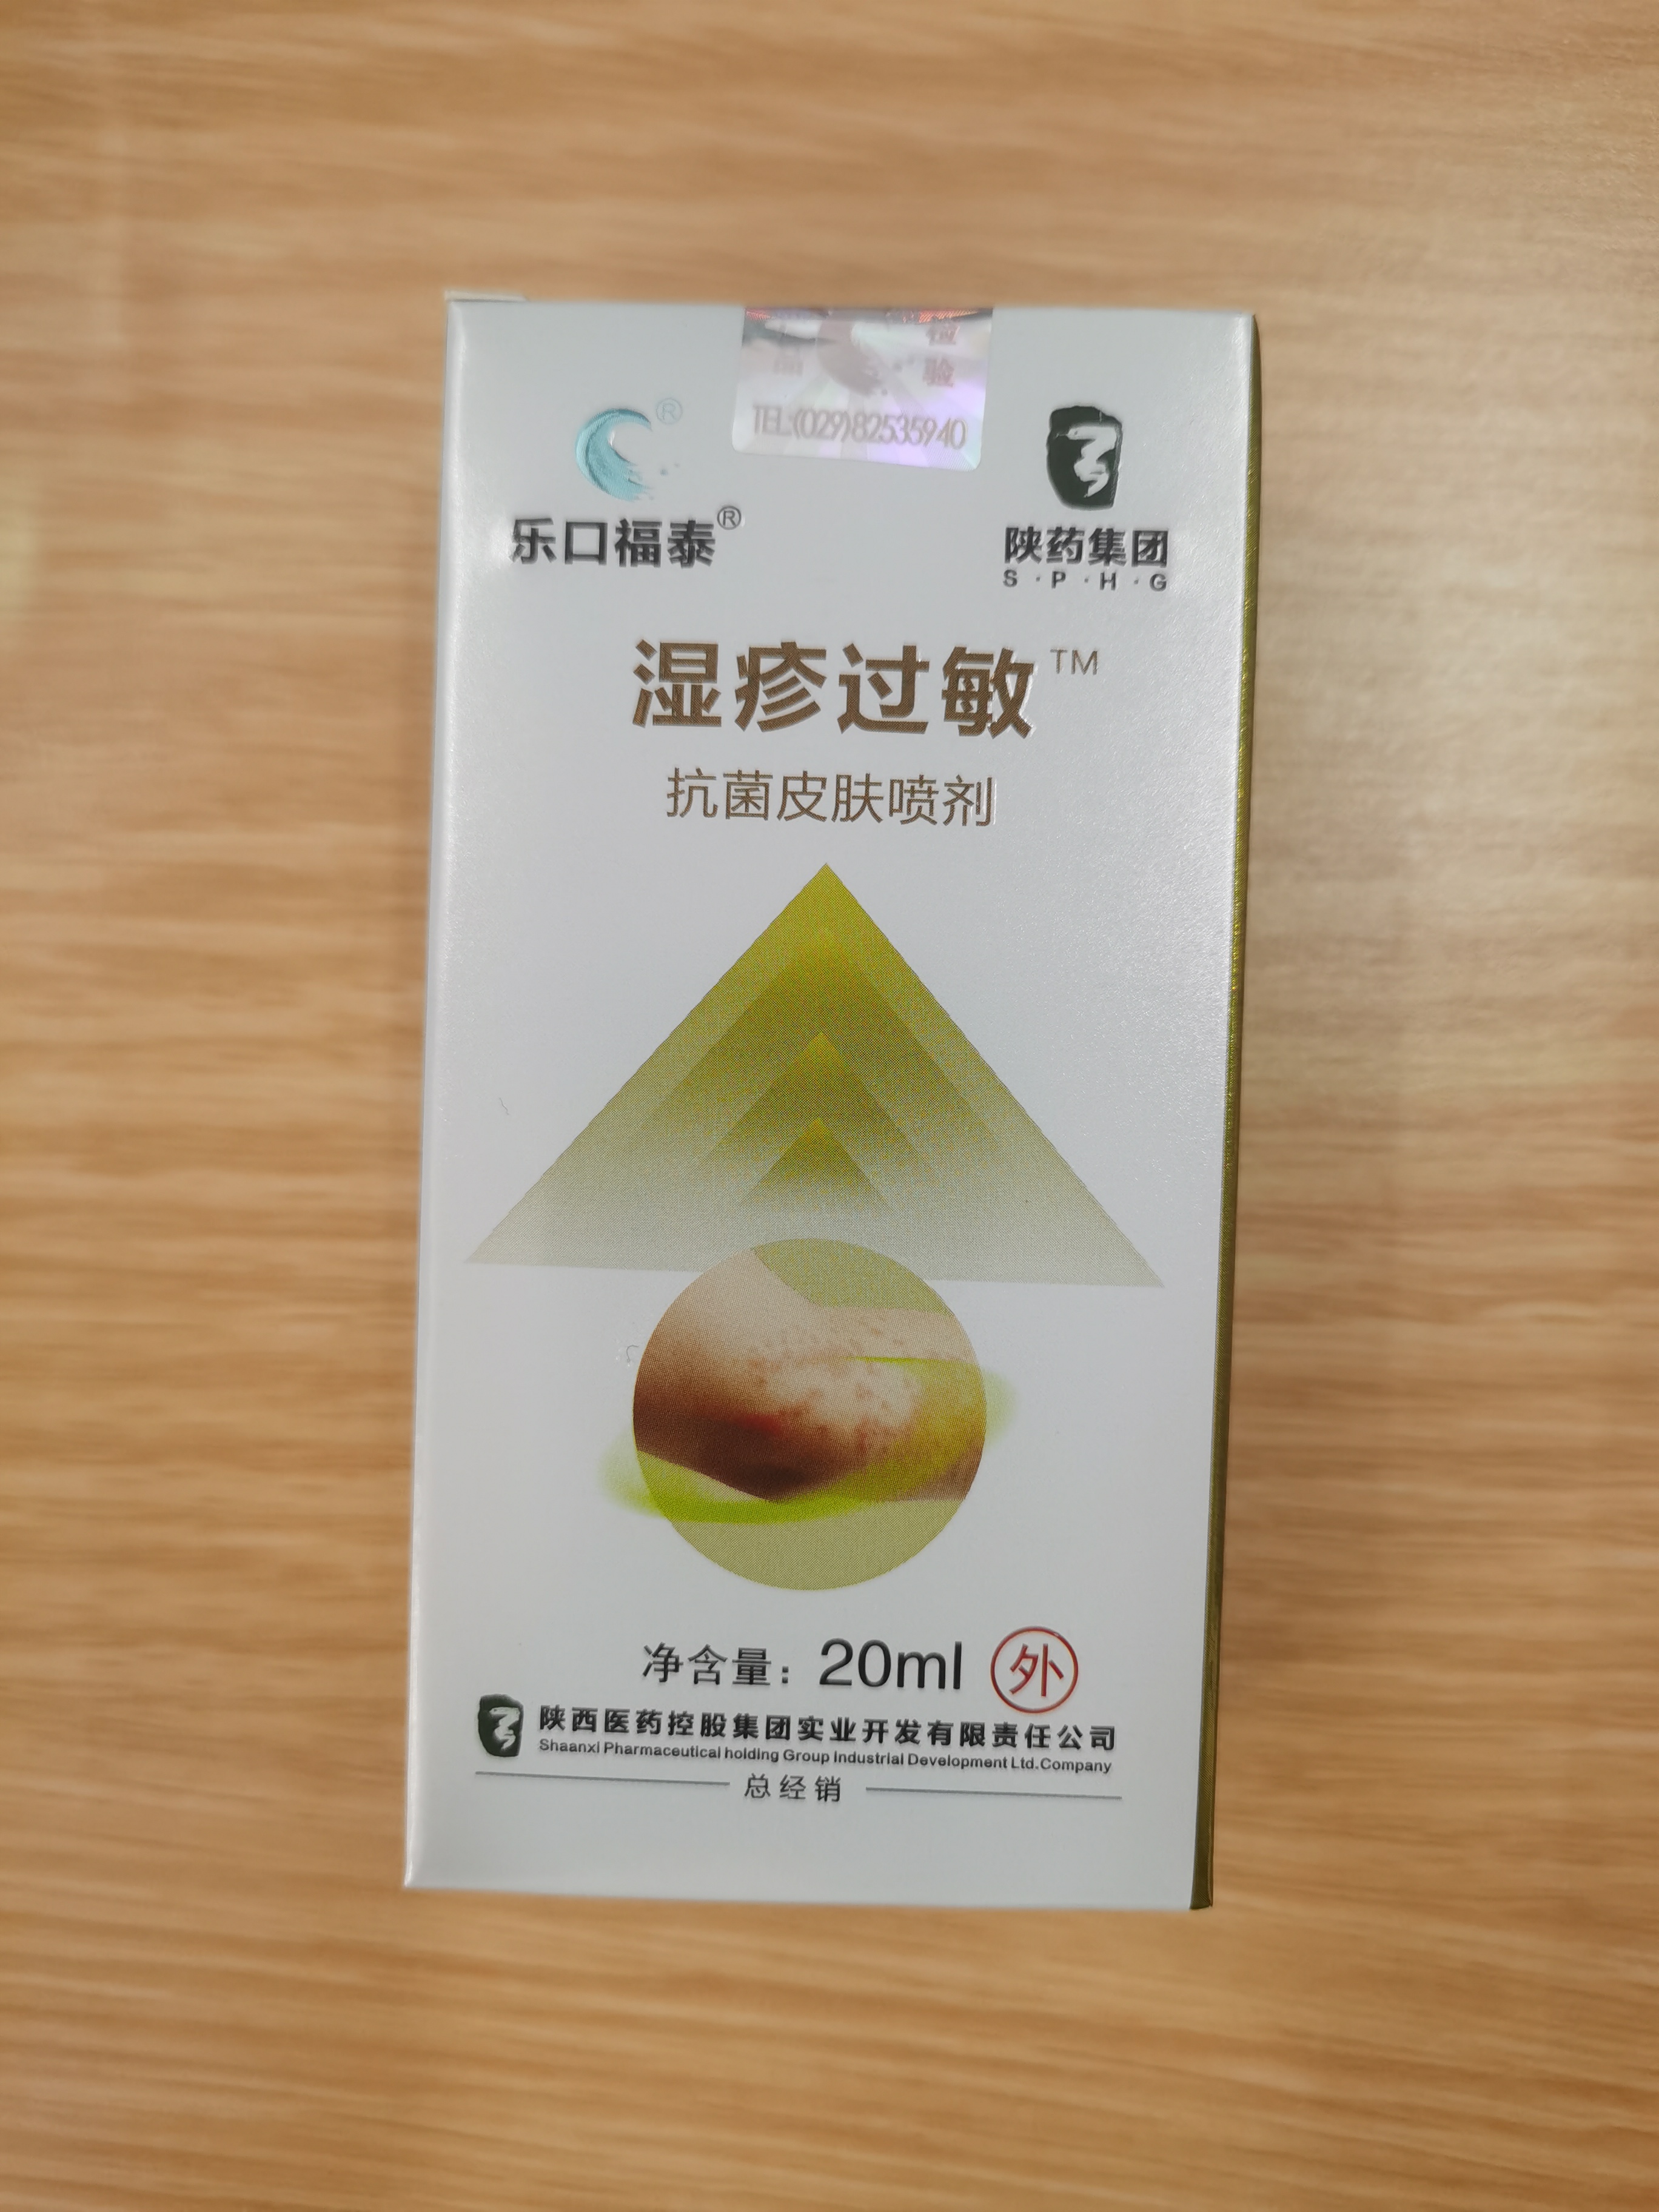 检
验
TEL:(029)82535940
®
乐口福泰®
陕药集团
S·P·H·G
湿疹过敏™
抗菌皮肤喷剂
净含量：20ml 外
陕西医药控股集团实业开发有限责任公司
Shaanxi Pharmaceutical holding Group Industrial Development Ltd.Company
总经销